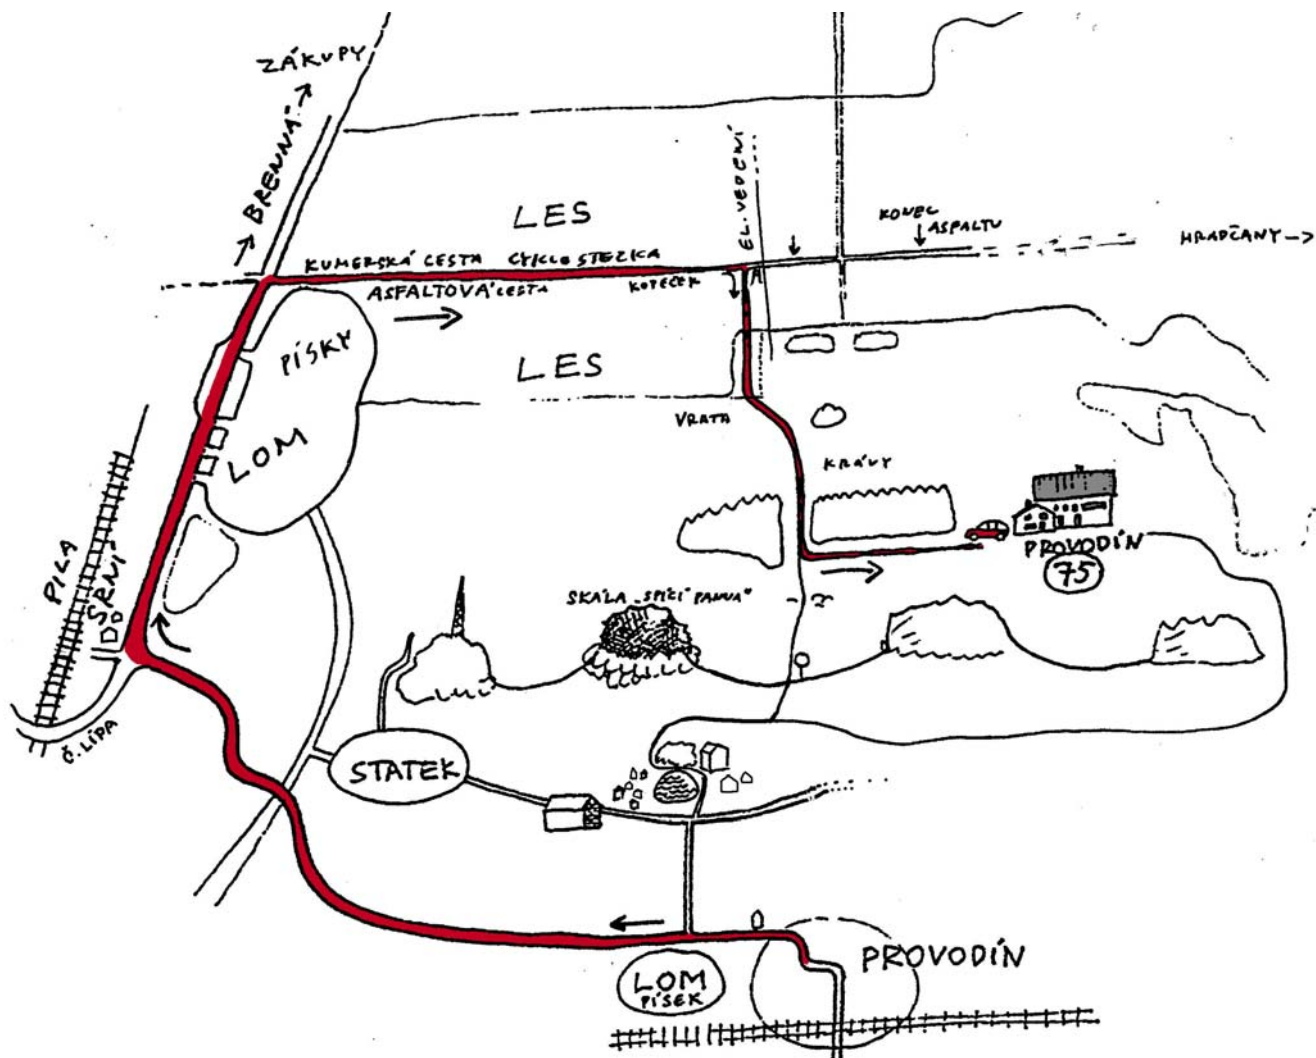 ZÁKUPY
BRENNÁ"
EL. VEDENÍ
LES
KONEC
ASFALTU
HRADČANY
KUMERSKÁ CESTA CYKLOSTEZKA
ASFALTOVÁ CESTA
KOPEČEK
PÍSKY
LES
VRATA
LOM
KRÁVY
PILA
"SRNÍ"
PROVODÍN
75
SKÁLA „SPÍCÍ PANNA"
Č. LÍPA
STATEK
PROVODÍN
LOM
PÍSEK